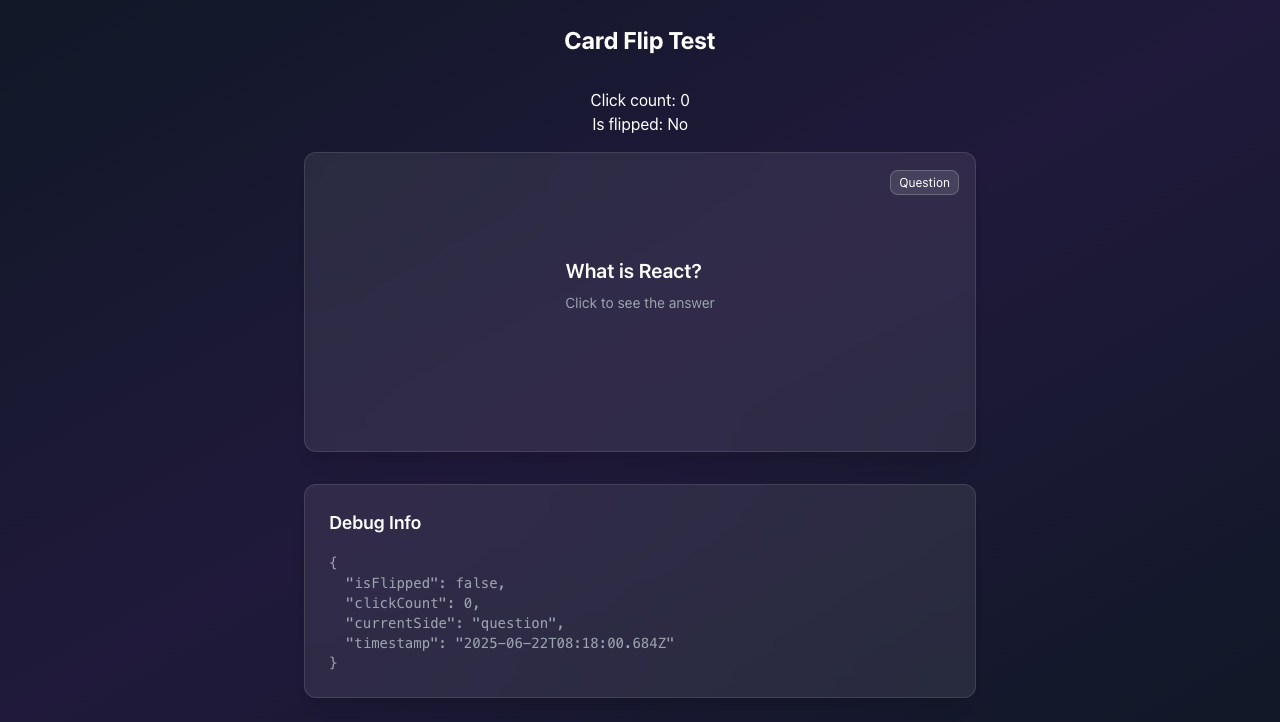 Card Flip Test
Click count: 0
Is flipped: No
Question
What is React?
Click to see the answer
Debug Info
{
  "isFlipped": false,
  "clickCount": 0,
  "currentSide": "question",
  "timestamp": "2025-06-22T08:18:00.684Z"
}